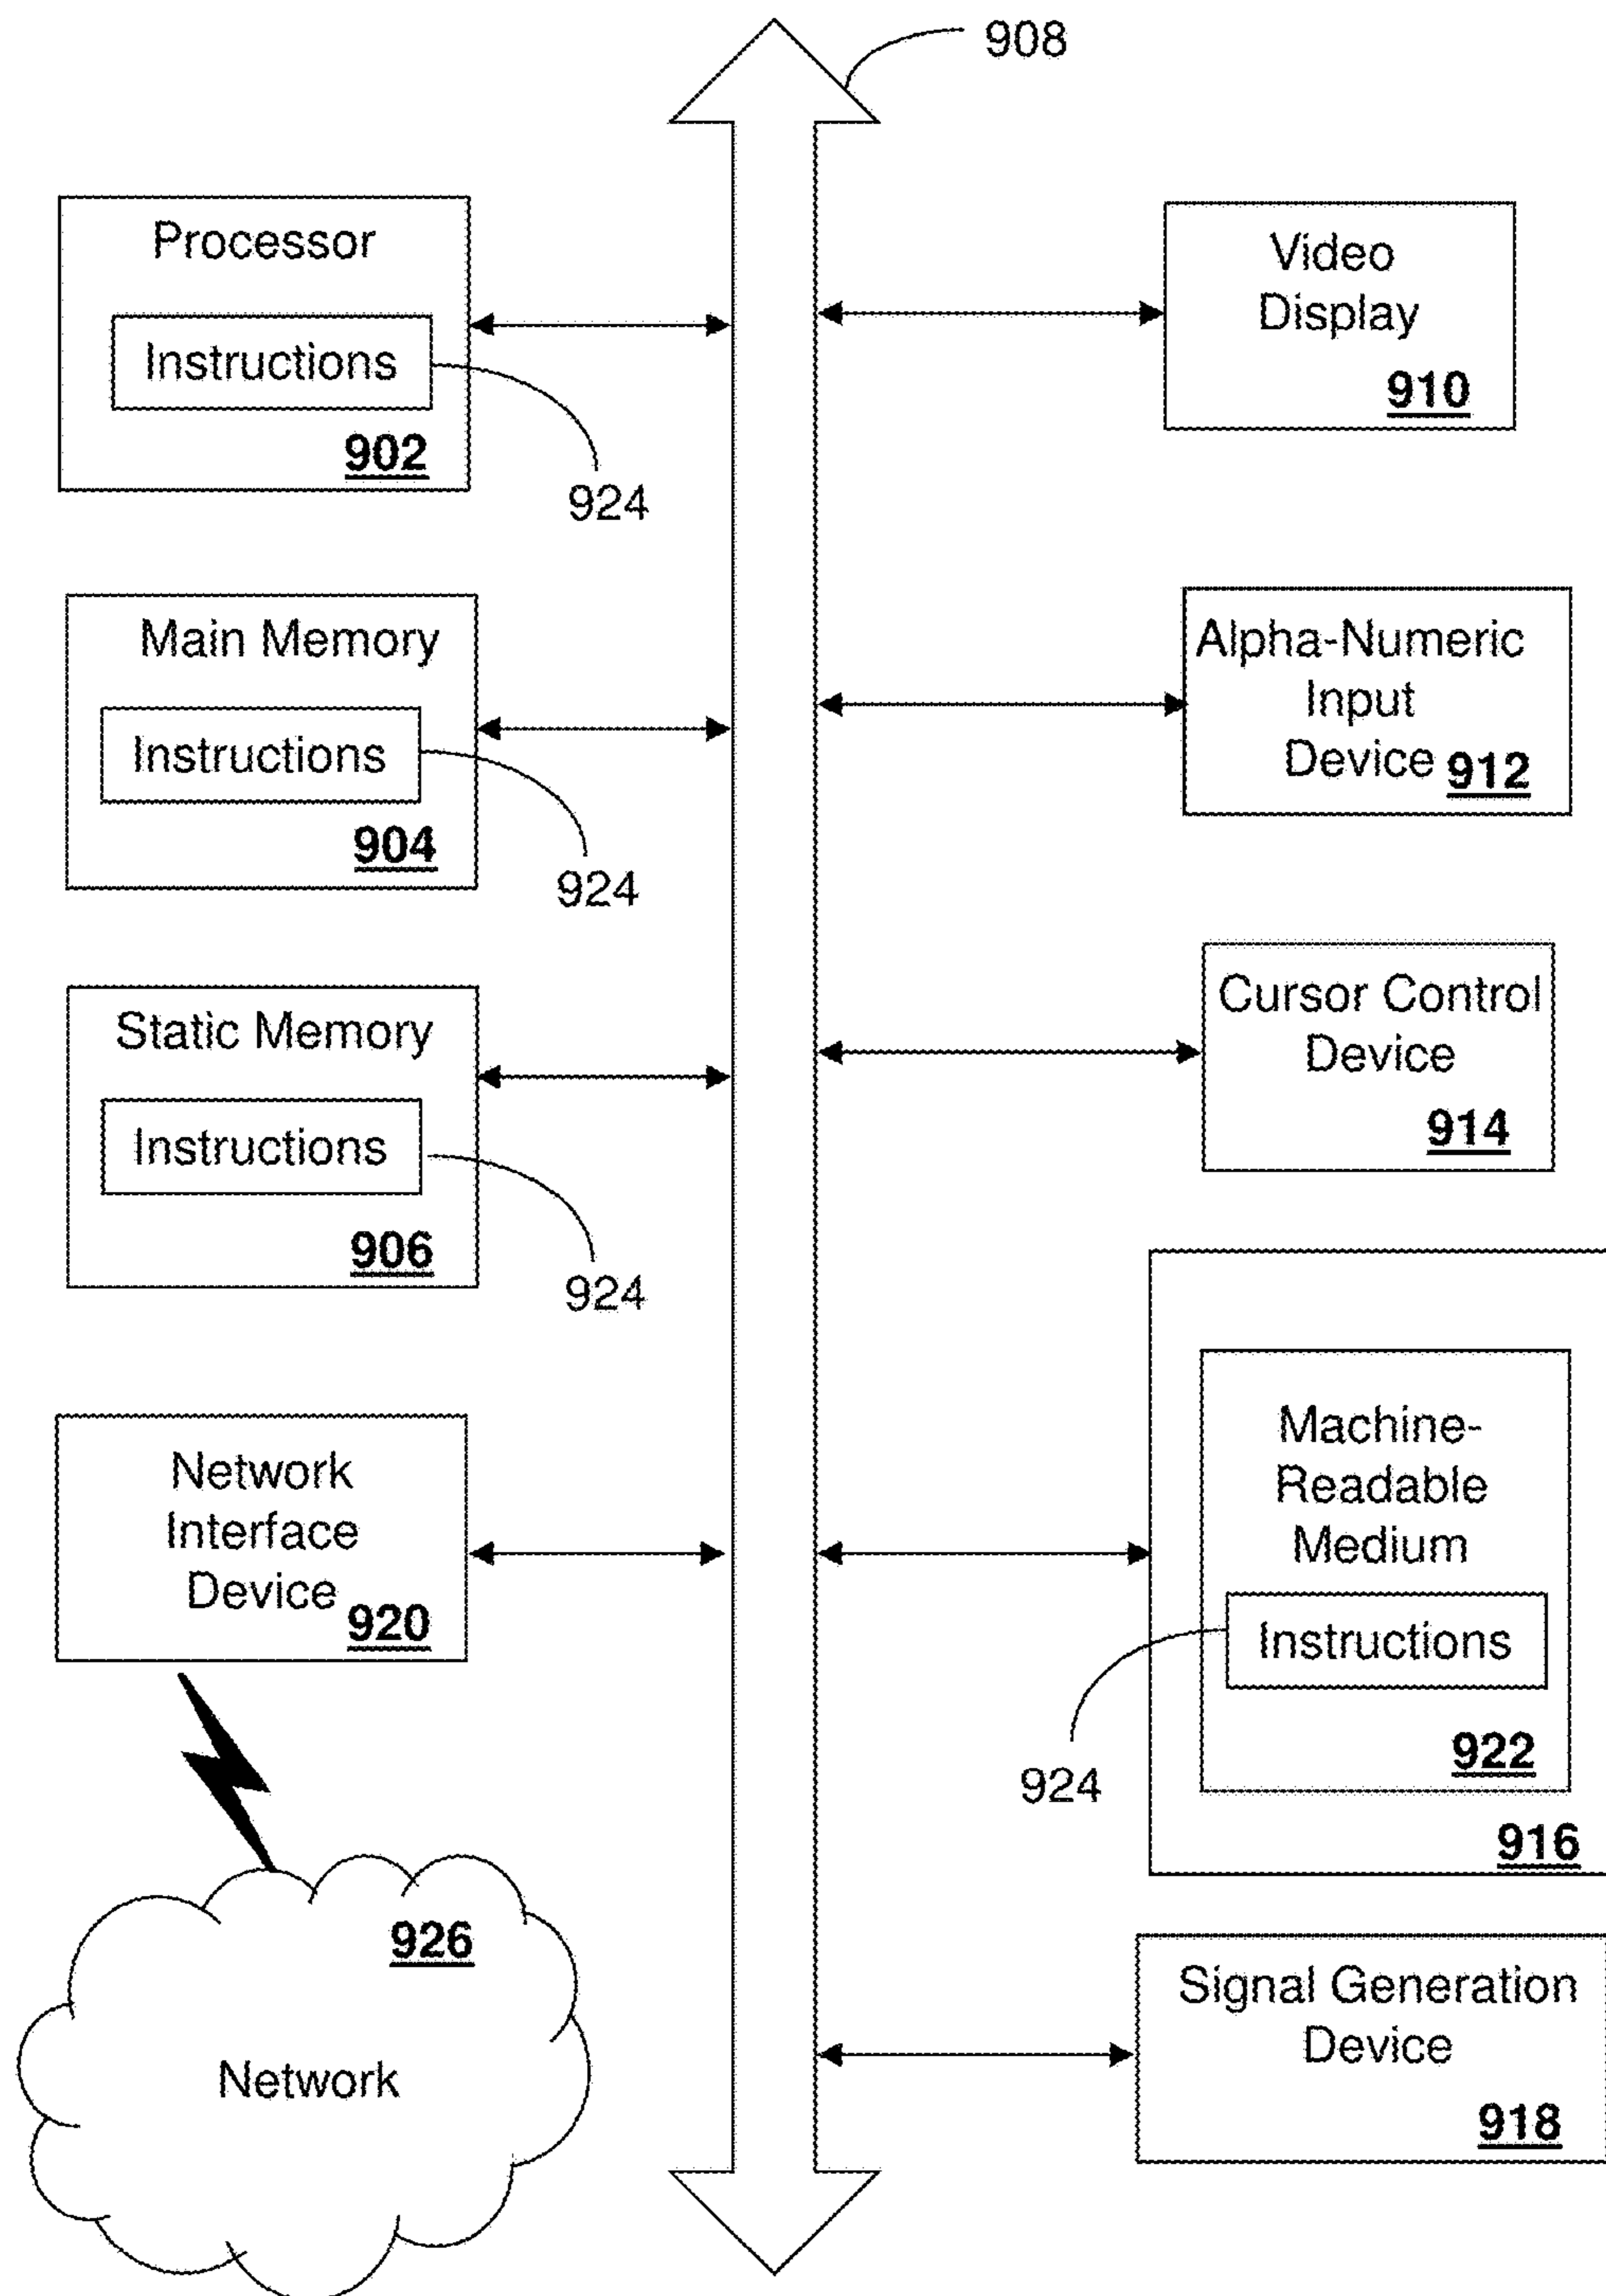 908
Processor
Instructions
902
924
Main Memory
Instructions
904
924
Static Memory
Instructions
906
924
Network
Interface
Device
920
926
Network
Video
Display
910
Alpha-Numeric
Input
Device
912
Cursor Control
Device
914
Machine-
Readable
Medium
Instructions
922
924
916
Signal Generation
Device
918